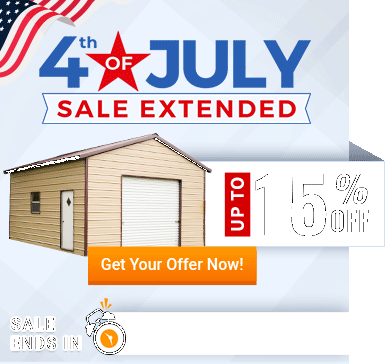 4th OF JULY
SALE EXTENDED
UP TO 15% OFF
Get Your Offer Now!
SALE
ENDS IN